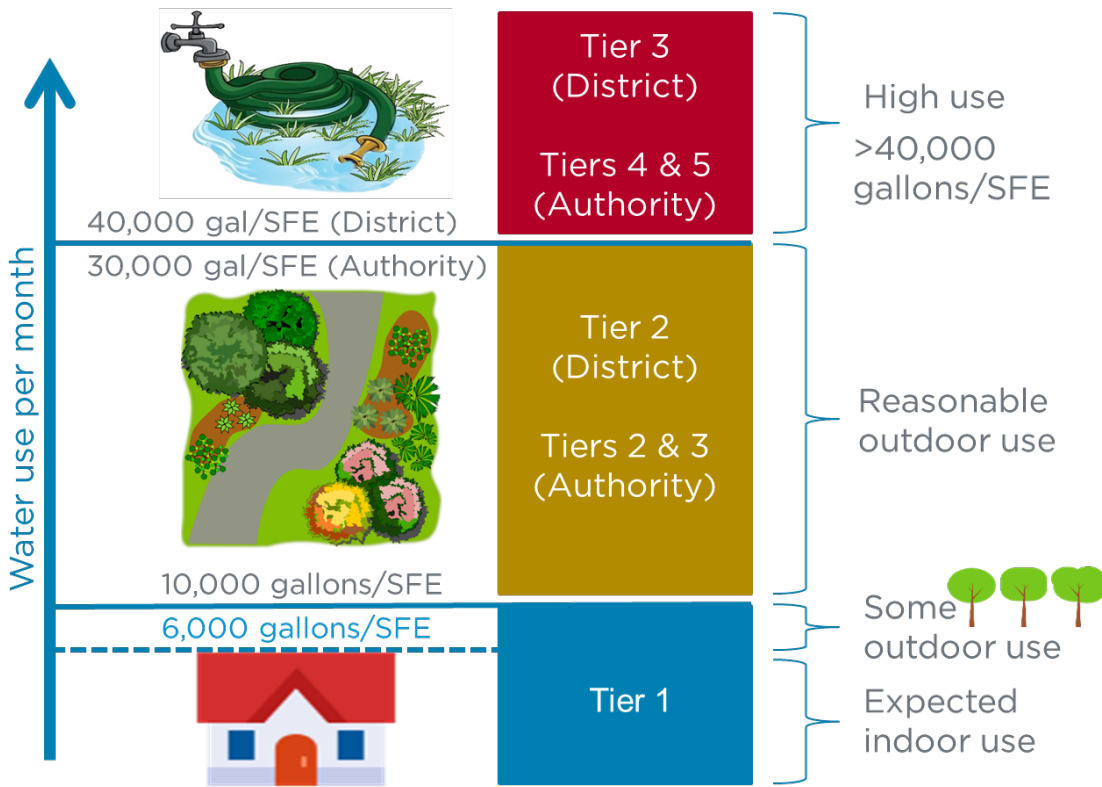 Water use per month
40,000 gal/SFE (District)
30,000 gal/SFE (Authority)
10,000 gallons/SFE
6,000 gallons/SFE
Tier 3
(District)
Tiers 4 & 5
(Authority)
Tier 2
(District)
Tiers 2 & 3
(Authority)
Tier 1
High use
>40,000
gallons/SFE
Reasonable
outdoor use
Some
outdoor use
Expected
indoor use